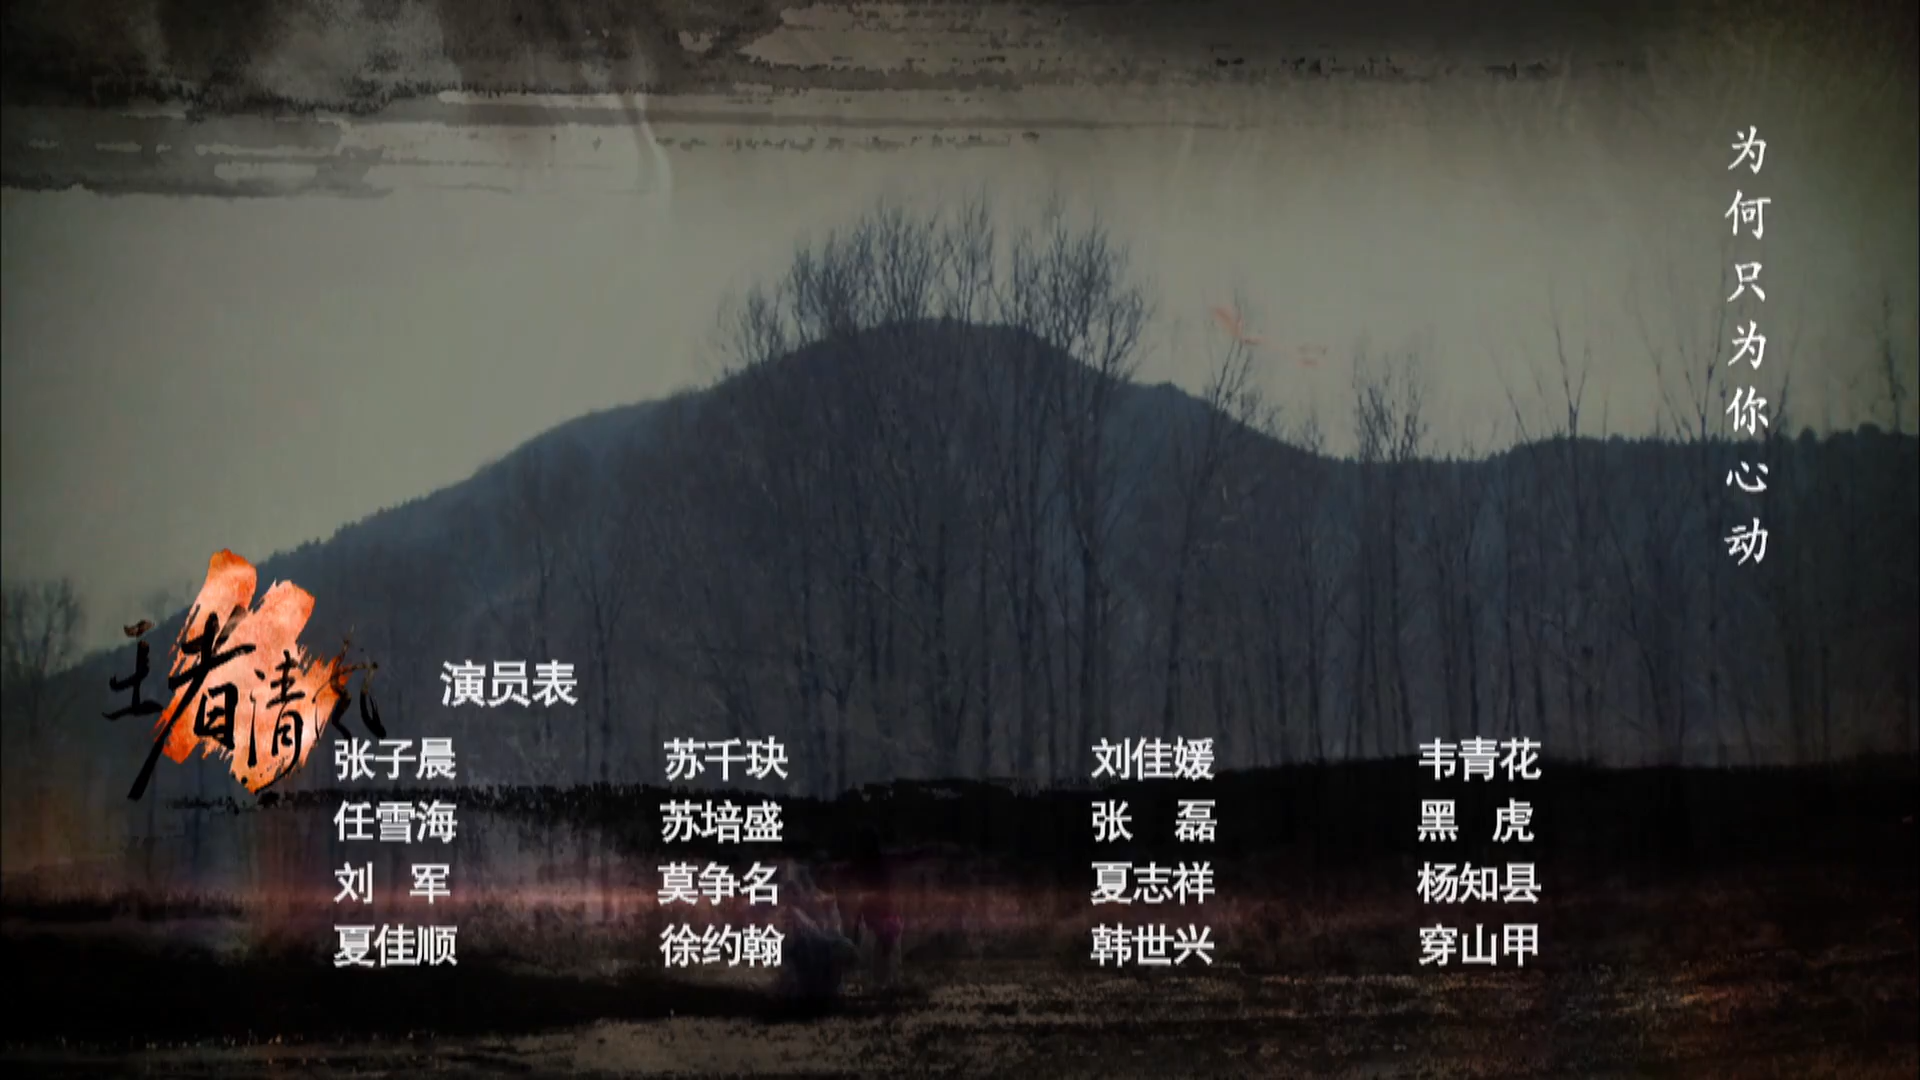 为何只为你心动
王者清风
演员表
张子晨 苏千玦 刘佳媛 韦青花
任雪海 苏培盛 张磊 黑虎
刘军 莫争名 夏志祥 杨知县
夏佳顺 徐约翰 韩世兴 穿山甲